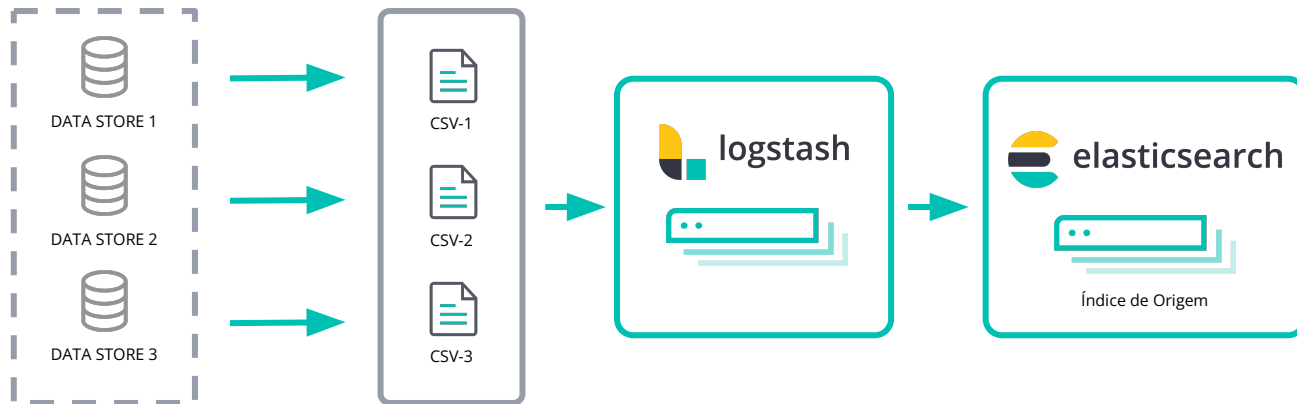 DATA STORE 1
DATA STORE 2
DATA STORE 3
CSV-1
CSV-2
CSV-3
logstash
elasticsearch
Índice de Origem